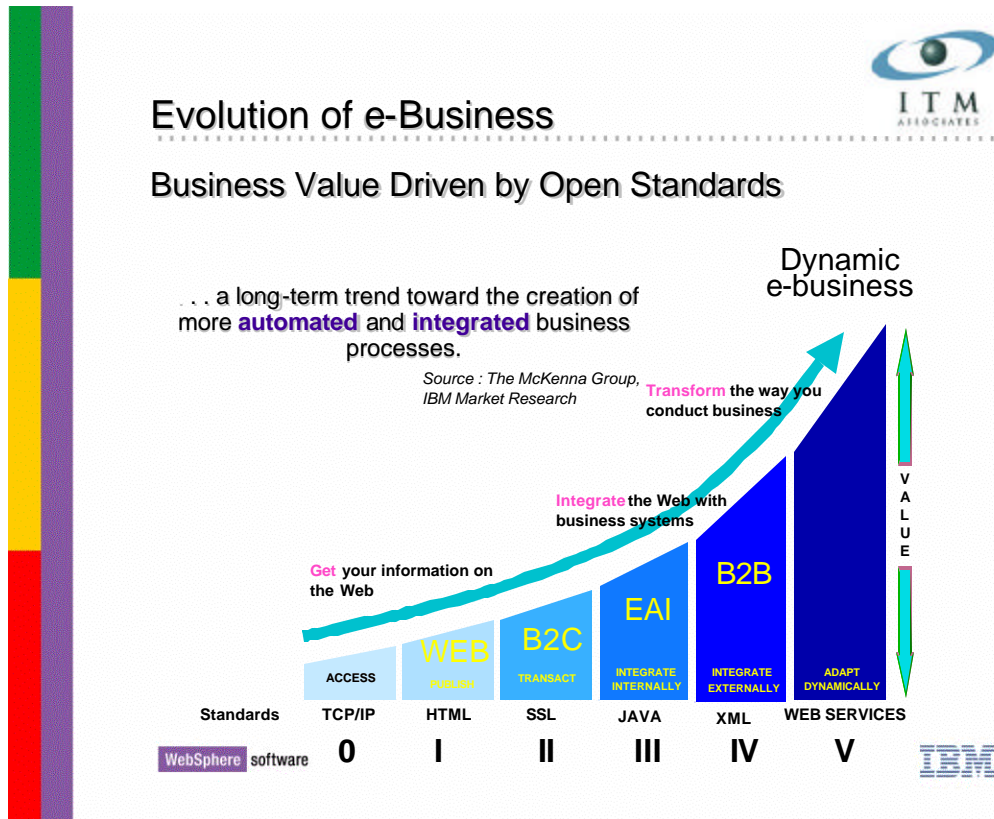 I T M
ASSOCIATES
Evolution of e-Business
Business Value Driven by Open Standards
Dynamic
e-business
. . . a long-term trend toward the creation of
more automated and integrated business
processes.
Source : The McKenna Group,
IBM Market Research
Transform the way you
conduct business
Integrate the Web with
business systems
Get your information on
the Web
VALUE
WEB
B2C
EAI
B2B
ACCESS
PUBLISH
TRANSACT
INTEGRATE
INTERNALLY
INTEGRATE
EXTERNALLY
ADAPT
DYNAMICALLY
Standards TCP/IP HTML SSL JAVA XML WEB SERVICES
0 I II III IV V
WebSphere software
IBM